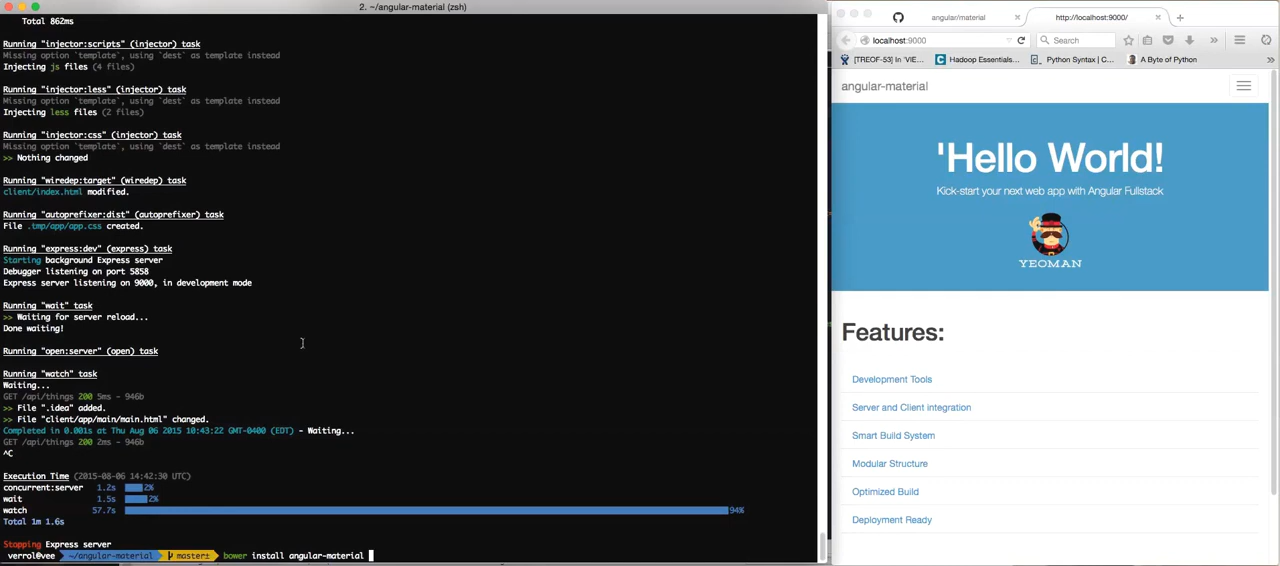 2. ~/angular-material (zsh)
Total 862ms
Running "injector:scripts" (injector) task
Missing option `template`, using `dest` as template instead
Injecting js files (4 files)
Running "injector:less" (injector) task
Missing option `template`, using `dest` as template instead
Injecting less files (2 files)
Running "injector:css" (injector) task
Missing option `template`, using `dest` as template instead
>> Nothing changed
Running "wiredep:target" (wiredep) task
client/index.html modified.
Running "autoprefixer:dist" (autoprefixer) task
File .tmp/app/app.css created.
Running "express:dev" (express) task
Starting background Express server
Debugger listening on port 5858
Express server listening on 9000, in development mode
Running "wait" task
>> Waiting for server reload...
Done waiting!
Running "open:server" (open) task
Running "watch" task
Waiting...
GET /api/things 200 5ms - 946b
>> File ".idea" added.
>> File "client/app/main/main.html" changed.
Completed in 0.001s at Thu Aug 06 2015 10:43:22 GMT-0400 (EDT) - Waiting...
GET /api/things 200 2ms - 946b
^C
Execution Time (2015-08-06 14:42:30 UTC)
concurrent:server 1.2s 2%
wait 1.5s 2%
watch 57.7s 94%
Total 1m 1.6s
Stopping Express server
verrol@vee ~/angular-material master± bower install angular-material
angular/material × http://localhost:9000/ × +
localhost:9000 Search
[TREOF-53] In 'VIE... Hadoop Essentials... Python Syntax | C... A Byte of Python »
angular-material
'Hello World!
Kick-start your next web app with Angular Fullstack
YEOMAN
Features:
Development Tools
Server and Client integration
Smart Build System
Modular Structure
Optimized Build
Deployment Ready